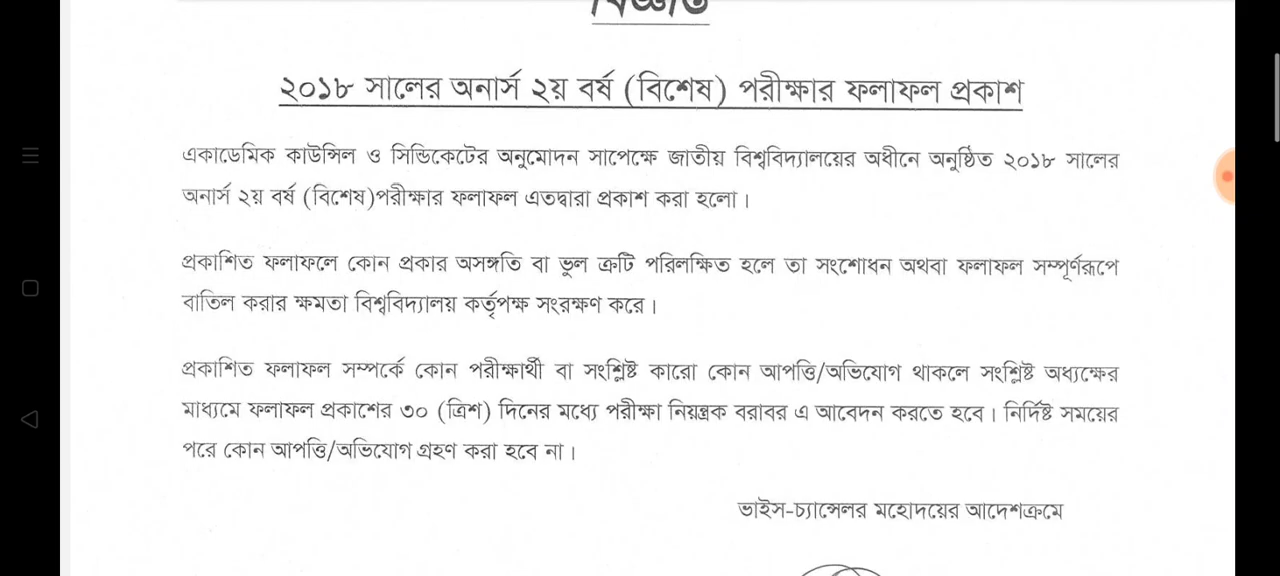 বিজ্ঞপ্তি
২০১৮ সালের অনার্স ২য় বর্ষ (বিশেষ) পরীক্ষার ফলাফল প্রকাশ
একাডেমিক কাউন্সিল ও সিন্ডিকেটের অনুমোদন সাপেক্ষে জাতীয় বিশ্ববিদ্যালয়ের অধীনে অনুষ্ঠিত ২০১৮ সালের
অনার্স ২য় বর্ষ (বিশেষ)পরীক্ষার ফলাফল এতদ্বারা প্রকাশ করা হলো।
প্রকাশিত ফলাফলে কোন প্রকার অসঙ্গতি বা ভুল ত্রুটি পরিলক্ষিত হলে তা সংশোধন অথবা ফলাফল সম্পূর্ণরূপে
বাতিল করার ক্ষমতা বিশ্ববিদ্যালয় কর্তৃপক্ষ সংরক্ষণ করে।
প্রকাশিত ফলাফল সম্পর্কে কোন পরীক্ষার্থী বা সংশ্লিষ্ট কারো কোন আপত্তি/অভিযোগ থাকলে সংশ্লিষ্ট অধ্যক্ষের
মাধ্যমে ফলাফল প্রকাশের ৩০ (ত্রিশ) দিনের মধ্যে পরীক্ষা নিয়ন্ত্রক বরাবর এ আবেদন করতে হবে। নির্দিষ্ট সময়ের
পরে কোন আপত্তি/অভিযোগ গ্রহণ করা হবে না।
ভাইস-চ্যান্সেলর মহোদয়ের আদেশক্রমে